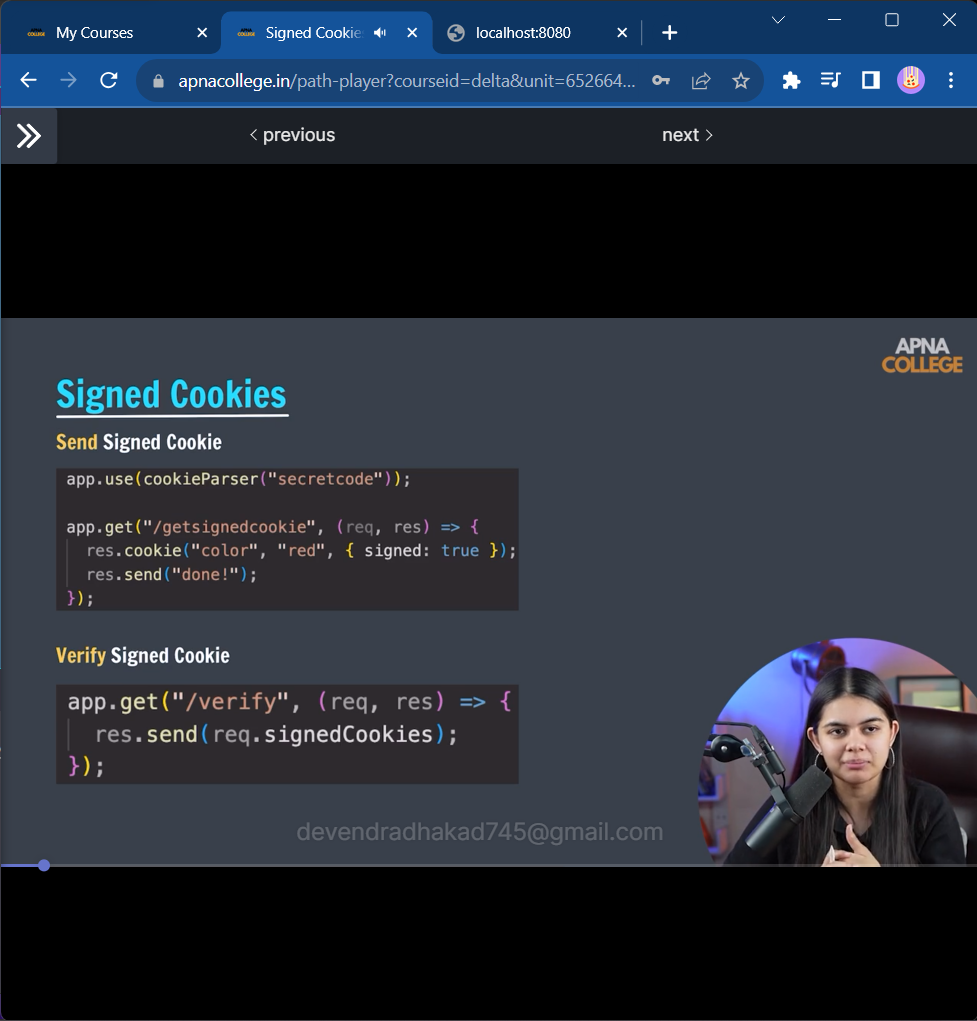 My Courses
Signed Cookie
localhost:8080
apnacollege.in/path-player?courseid=delta&unit=652664...
previous
next
APNA
COLLEGE
Signed Cookies
Send Signed Cookie
app.use(cookieParser("secretcode"));
app.get("/getsignedcookie", (req, res) => {
res.cookie("color", "red", { signed: true });
res.send("done!");
});
Verify Signed Cookie
app.get("/verify", (req, res) => {
res.send(req.signedCookies);
});
devendradhakad745@gmail.com